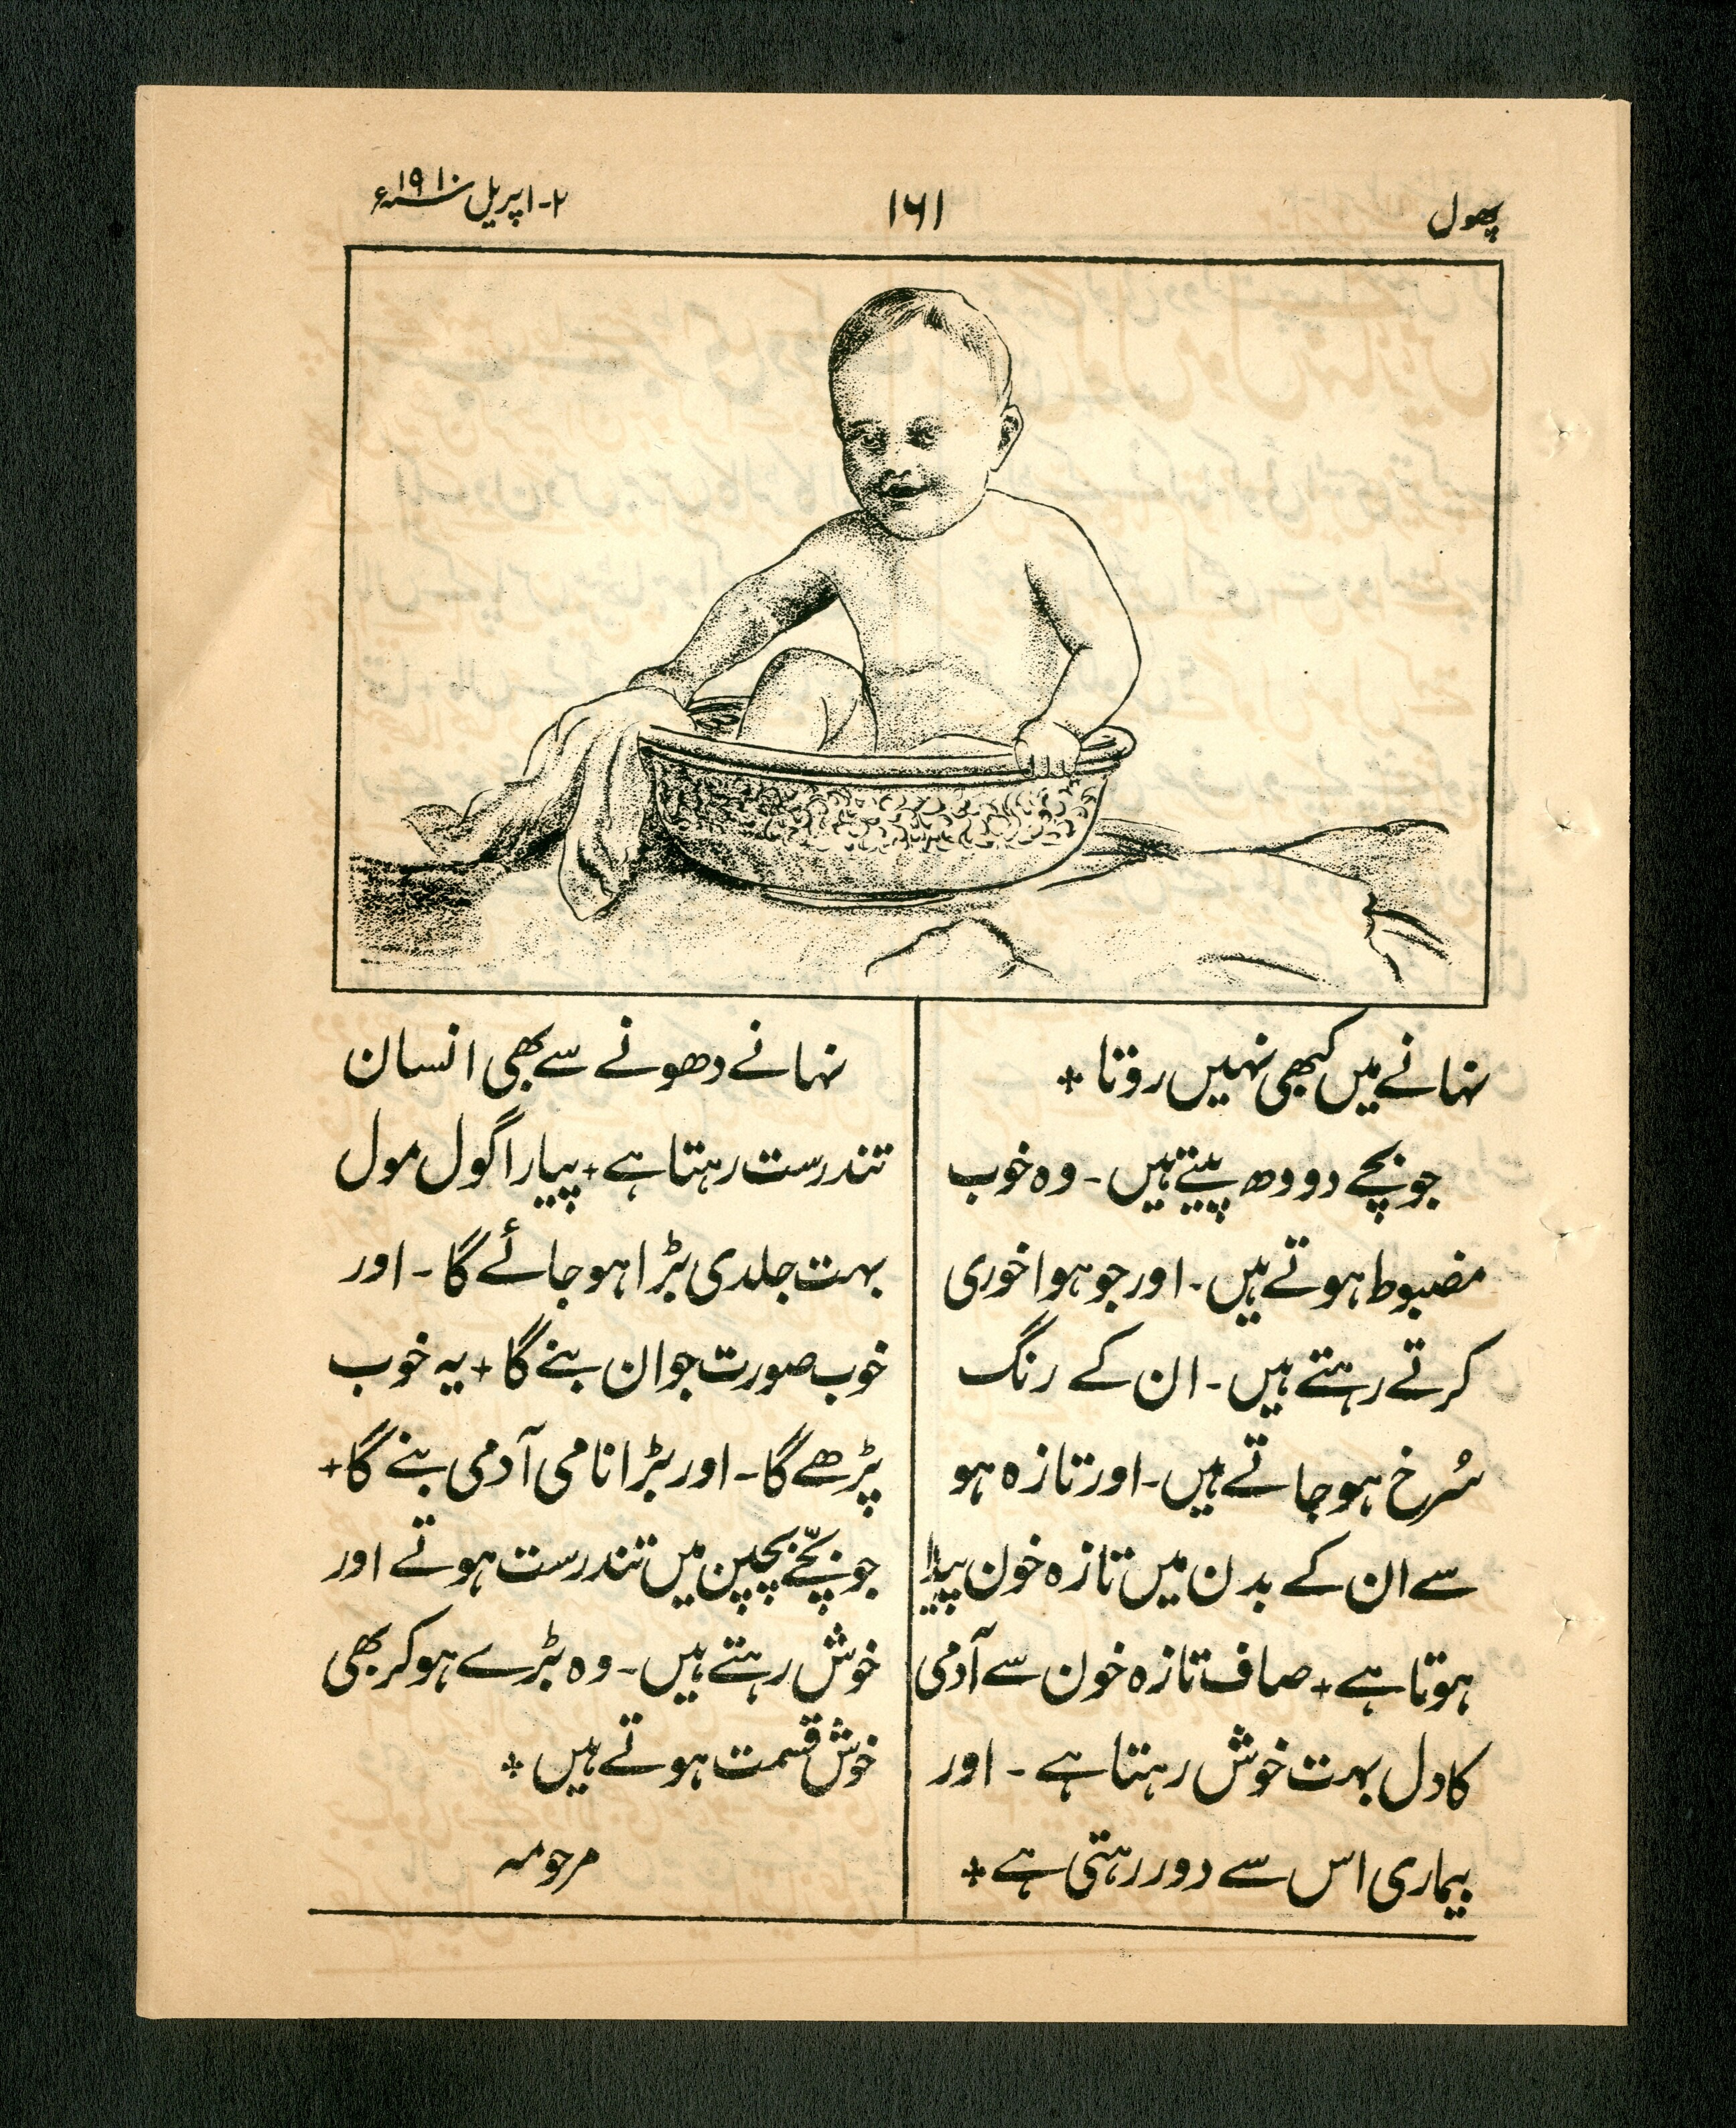 پھول
۱۶۱
۲-اپریل ۱۹۱۰ء
نہانے میں کبھی نہیں روتا +
جو بچے دودھ پیتے ہیں - وہ خوب
مضبوط ہوتے ہیں - اور جو ہوا خوری
کرتے رہتے ہیں - ان کے رنگ
سُرخ ہو جاتے ہیں - اور تازہ ہو
سے ان کے بدن میں تازہ خون پیدا
ہوتا ہے + صاف تازہ خون سے آدمی
کا دل بہت خوش رہتا ہے - اور
بیماری اس سے دور رہتی ہے +
نہانے دھونے سے بھی انسان
تندرست رہتا ہے + پیارا گول مول
بہت جلدی بڑا ہو جائے گا - اور
خوب صورت جوان بنے گا + یہ خوب
پڑھے گا - اور بڑا نامی آدمی بنے گا +
جو بچّے بچپن میں تندرست ہوتے اور
خوش رہتے ہیں - وہ بڑے ہو کر بھی
خوش قسمت ہوتے ہیں +
مرحومہ